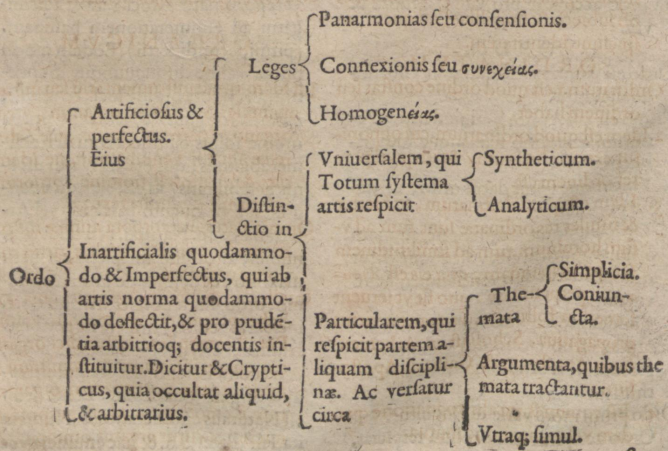 Ordo
Artificiosus &
perfectus.
Eius
Leges
Panarmonias seu consensionis.
Connexionis seu συνεχείας.
Homogenείας.
Distin-
ctio in
Vniuersalem, qui
Totum systema
artis respicit
Syntheticum.
Analyticum.
Particularem, qui
respicit partem a-
liquam discipli-
næ. Ac versatur
circa
The-
mata
Simplicia.
Coniun-
cta.
Argumenta, quibus the
mata tractantur.
Vtraq; simul.
Inartificialis quodammo-
do & Imperfectus, qui ab
artis norma quodammo-
do deflectit, & pro prudē-
tia arbitrioq; docentis in-
stituitur. Dicitur & Crypti-
cus, quia occultat aliquid,
& arbitrarius.